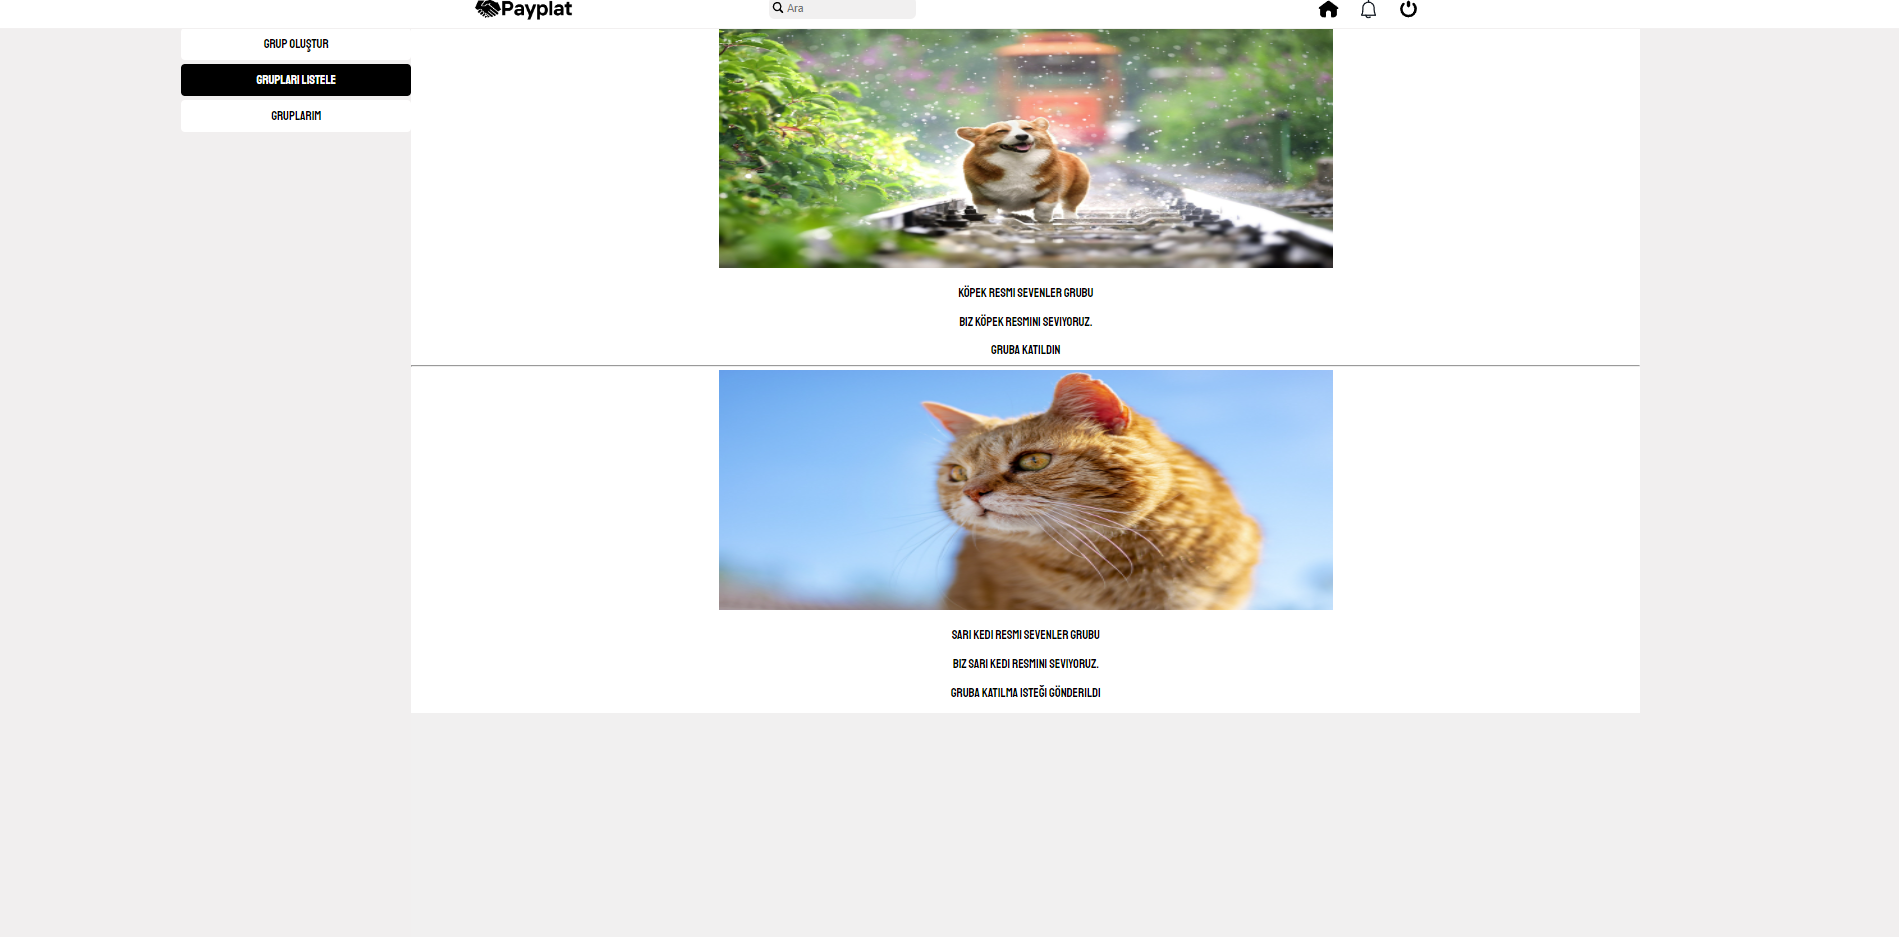 Payplat
Ara
GRUP OLUŞTUR
GRUPLARI LISTELE
GRUPLARIM
KÖPEK RESMI SEVENLER GRUBU
BIZ KÖPEK RESMINI SEVIYORUZ.
GRUBA KATILDIN
SARI KEDI RESMI SEVENLER GRUBU
BIZ SARI KEDI RESMINI SEVIYORUZ.
GRUBA KATILMA ISTEĞI GÖNDERILDI